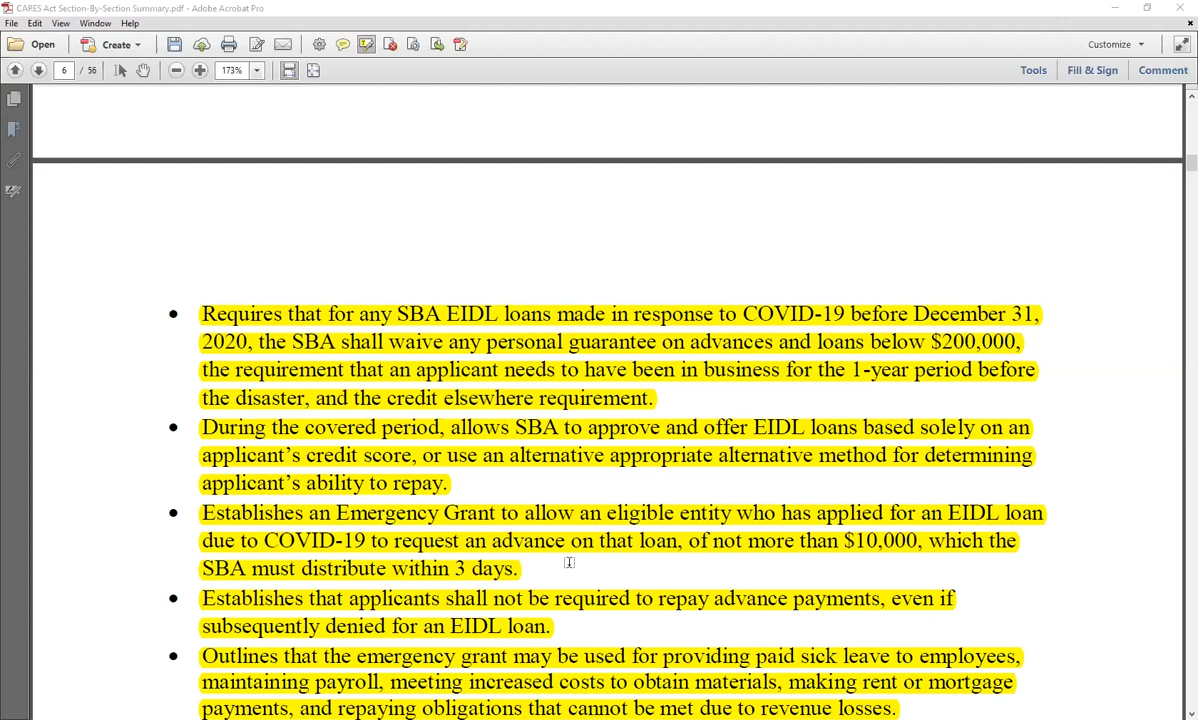 CARES Act Section-By-Section Summary.pdf - Adobe Acrobat Pro
File Edit View Window Help
Open Create Customize
6 / 56 173% Tools Fill & Sign Comment
• Requires that for any SBA EIDL loans made in response to COVID-19 before December 31,
2020, the SBA shall waive any personal guarantee on advances and loans below $200,000,
the requirement that an applicant needs to have been in business for the 1-year period before
the disaster, and the credit elsewhere requirement.
• During the covered period, allows SBA to approve and offer EIDL loans based solely on an
applicant’s credit score, or use an alternative appropriate alternative method for determining
applicant’s ability to repay.
• Establishes an Emergency Grant to allow an eligible entity who has applied for an EIDL loan
due to COVID-19 to request an advance on that loan, of not more than $10,000, which the
SBA must distribute within 3 days.
• Establishes that applicants shall not be required to repay advance payments, even if
subsequently denied for an EIDL loan.
• Outlines that the emergency grant may be used for providing paid sick leave to employees,
maintaining payroll, meeting increased costs to obtain materials, making rent or mortgage
payments, and repaying obligations that cannot be met due to revenue losses.